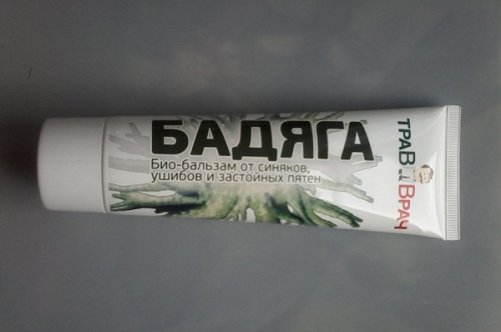 БАДЯГА
Био-бальзам от синяков,
ушибов и застойных пятен
ТРАВ
ВРАЧ